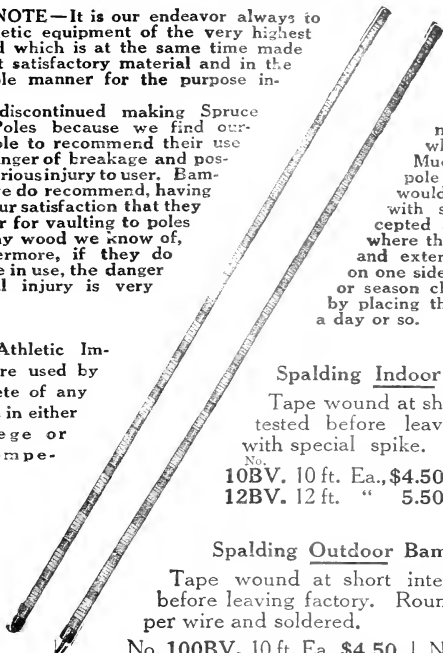 NOTE—It is our endeavor always to
etic equipment of the very highest
d which is at the same time made
t satisfactory material and in the
le manner for the purpose in-
discontinued making Spruce
Poles because we find our-
ble to recommend their use
nger of breakage and pos-
rious injury to user. Bam-
e do recommend, having
ur satisfaction that they
r for vaulting to poles
ny wood we know of,
ermore, if they do
e in use, the danger
l injury is very
Athletic Im-
re used by
ete of any
in either
ege or
mpe-
n
wh
Muc
pole
would
with s
cepted
where th
and exter
on one side
or season cl
by placing th
a day or so.
Spalding Indoor
Tape wound at sh
tested before leav
with special spike.
No.
10BV. 10 ft. Ea., $4.50
12BV. 12 ft. “ 5.50
Spalding Outdoor Bam
Tape wound at short inte
before leaving factory. Roun
per wire and soldered.
No. 100BV. 10 ft. Ea. $4.50 | N